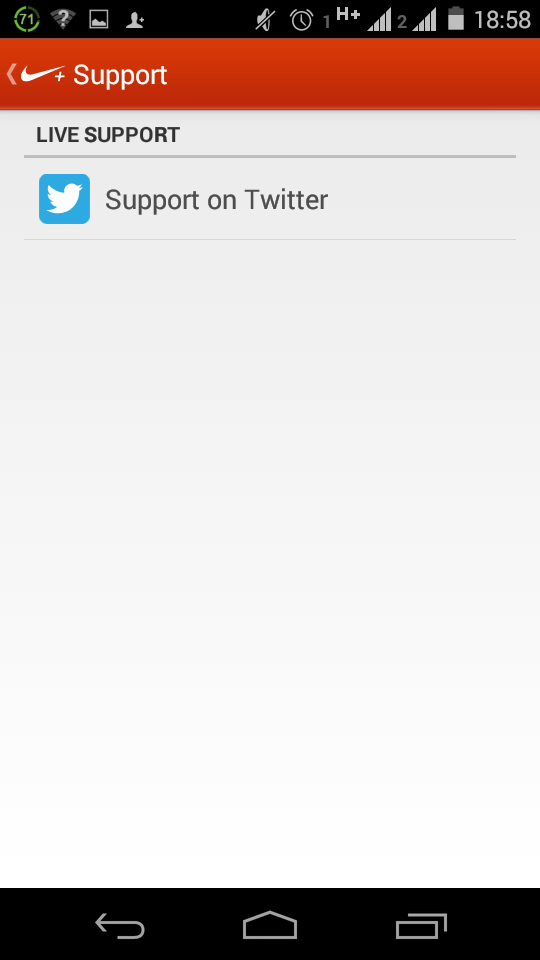 71 1 H+ 2 18:58
+ Support
LIVE SUPPORT
Support on Twitter